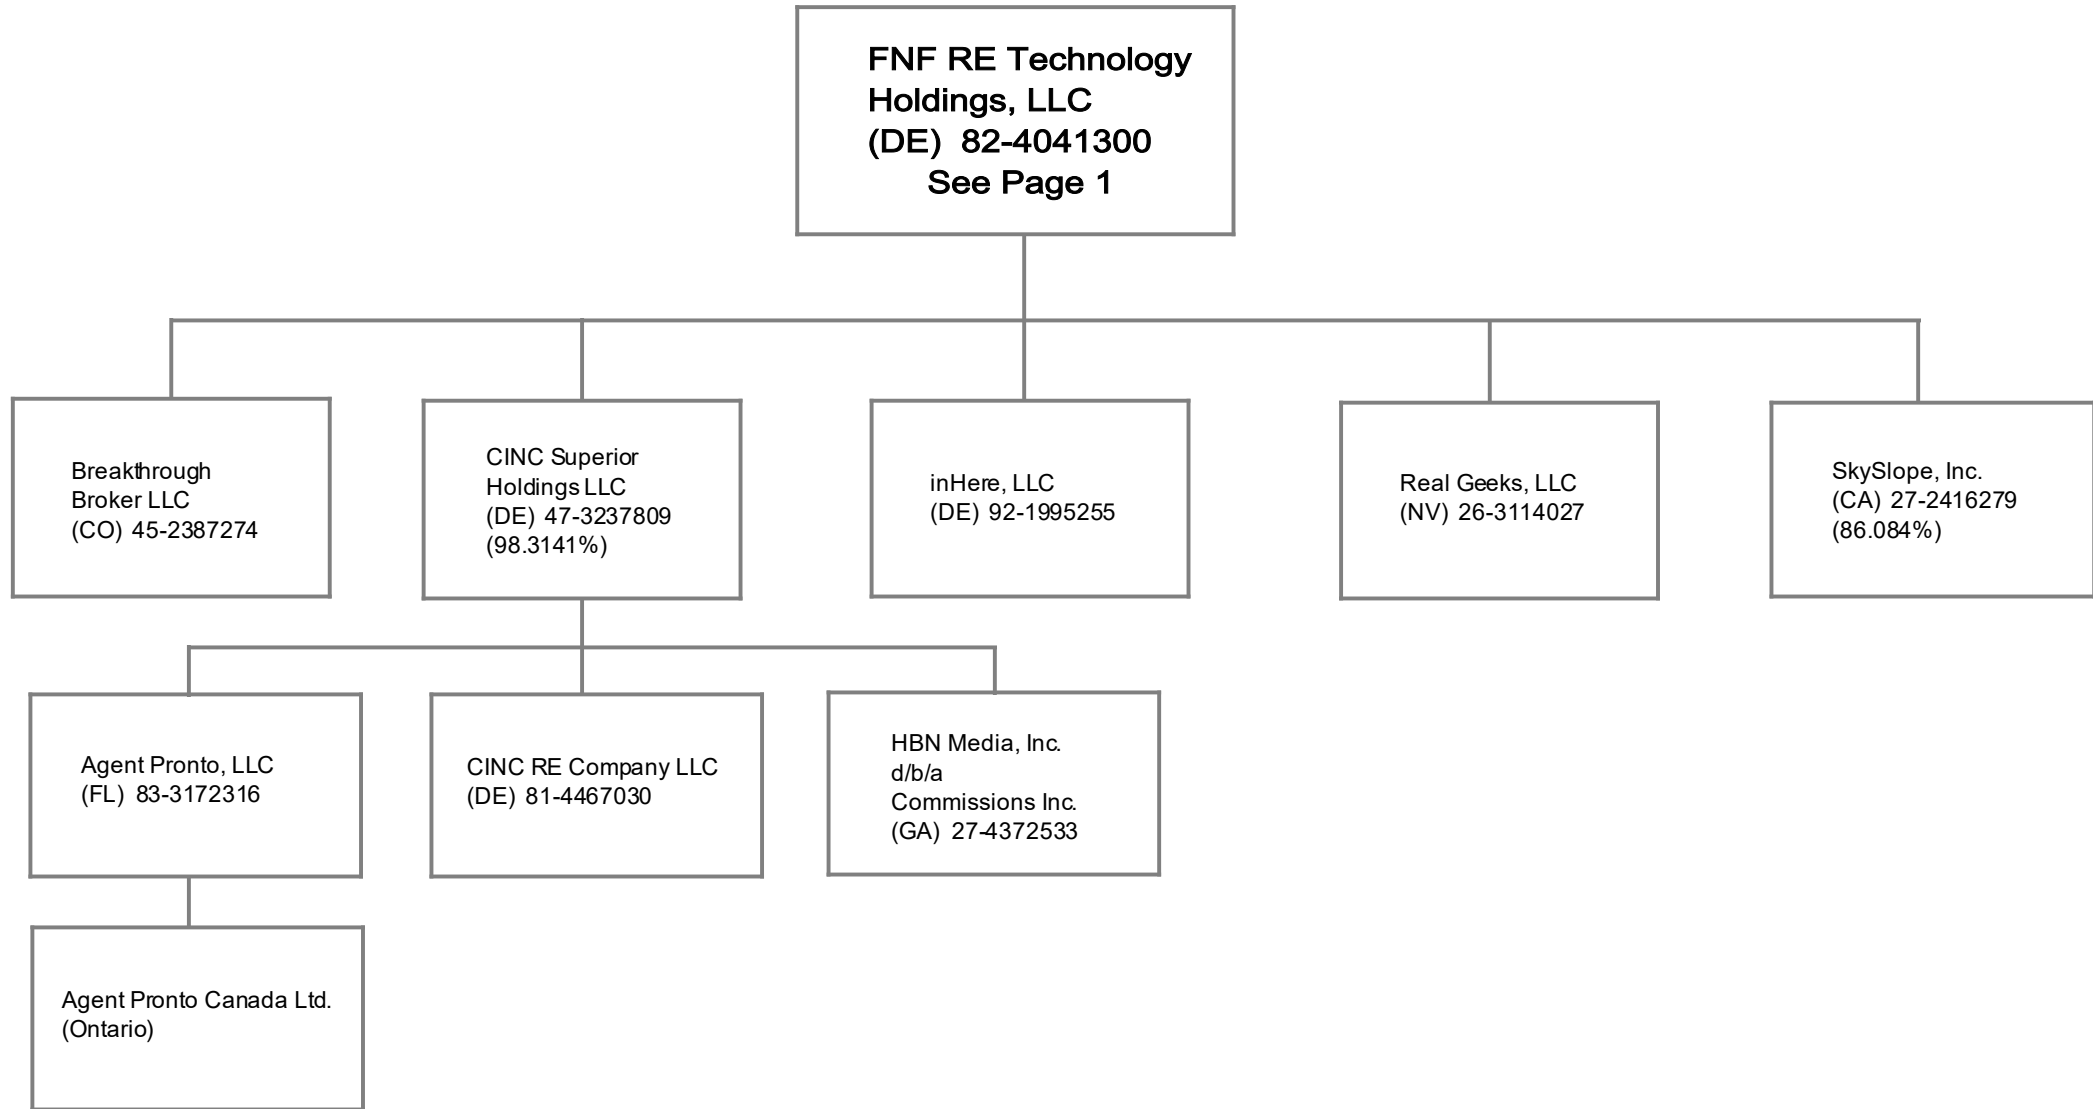 FNF RE Technology
Holdings, LLC
(DE) 82-4041300
See Page 1
Breakthrough
Broker LLC
(CO) 45-2387274
CINC Superior
Holdings LLC
(DE) 47-3237809
(98.3141%)
inHere, LLC
(DE) 92-1995255
Real Geeks, LLC
(NV) 26-3114027
SkySlope, Inc.
(CA) 27-2416279
(86.084%)
Agent Pronto, LLC
(FL) 83-3172316
CINC RE Company LLC
(DE) 81-4467030
HBN Media, Inc.
d/b/a
Commissions Inc.
(GA) 27-4372533
Agent Pronto Canada Ltd.
(Ontario)